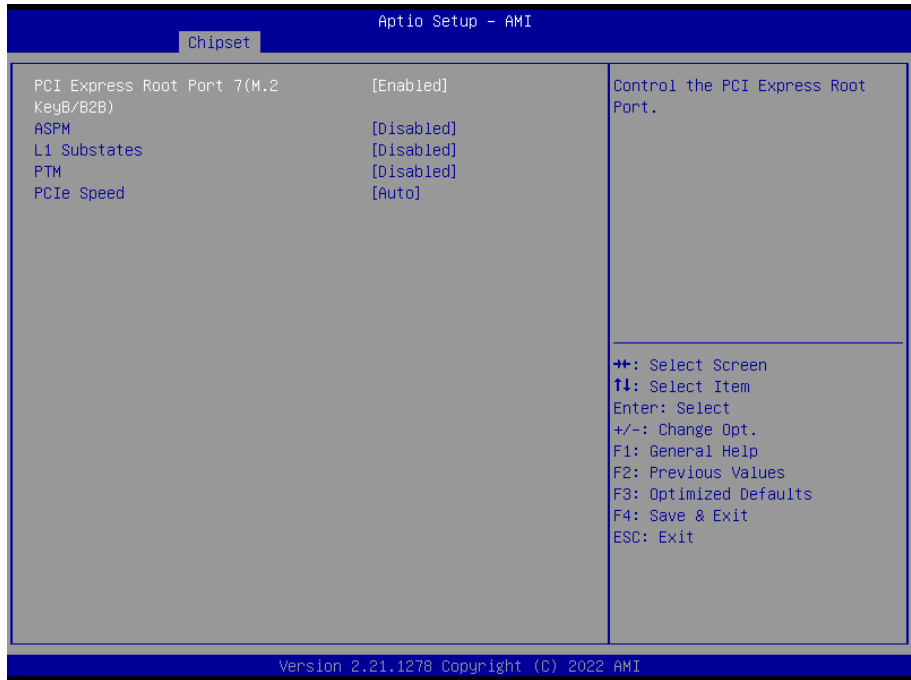 Aptio Setup – AMI
Chipset
PCI Express Root Port 7(M.2 [Enabled]
KeyB/B2B)
ASPM [Disabled]
L1 Substates [Disabled]
PTM [Disabled]
PCIe Speed [Auto]
Control the PCI Express Root
Port.
→←: Select Screen
↑↓: Select Item
Enter: Select
+/-: Change Opt.
F1: General Help
F2: Previous Values
F3: Optimized Defaults
F4: Save & Exit
ESC: Exit
Version 2.21.1278 Copyright (C) 2022 AMI